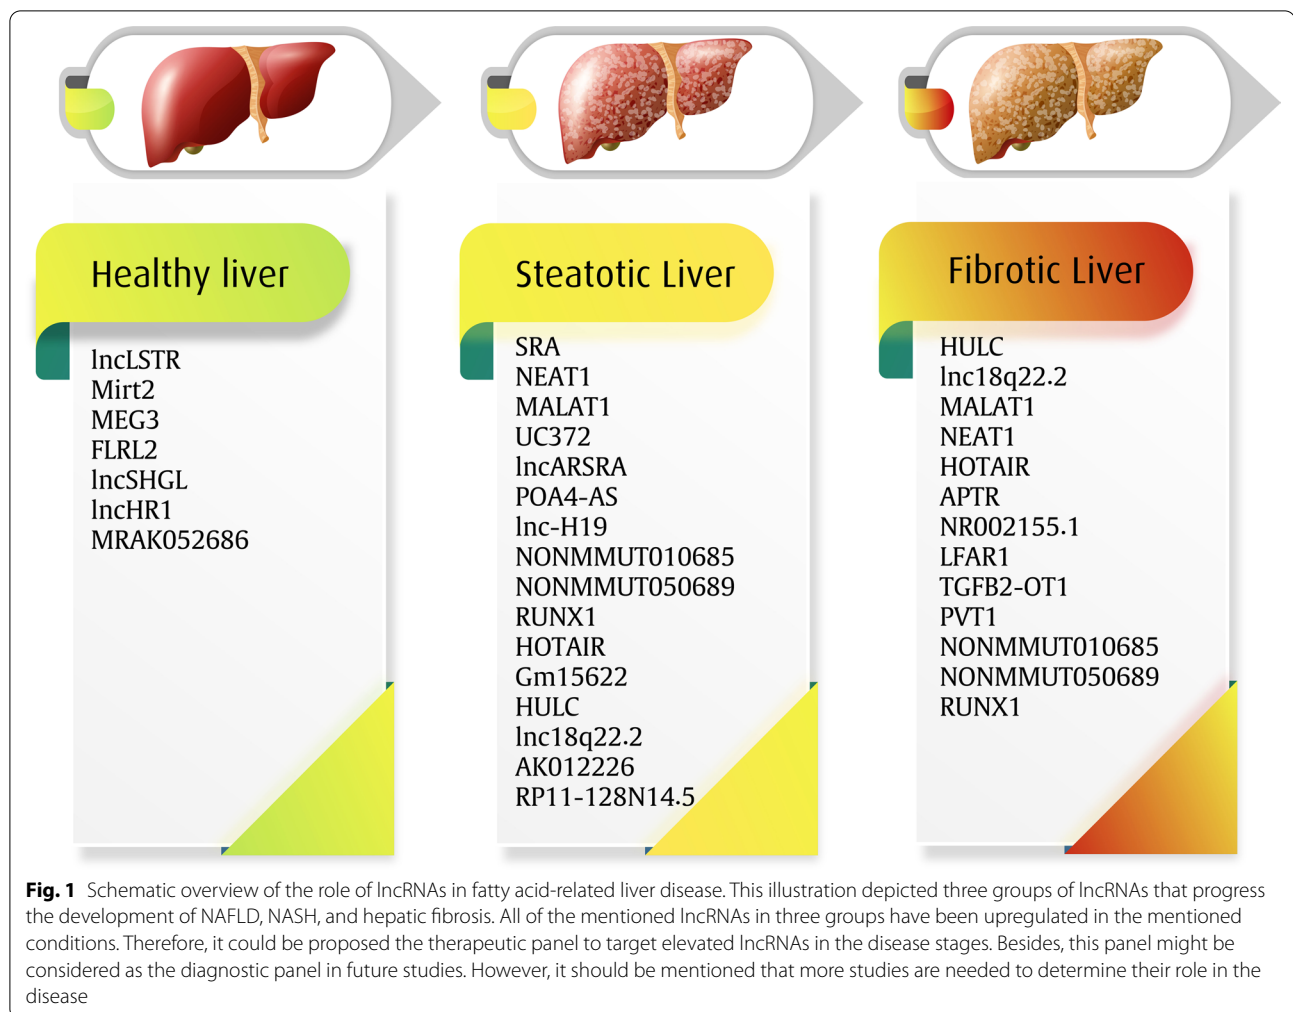 Healthy liver
lncLSTR
Mirt2
MEG3
FLRL2
lncSHGL
lncHR1
MRAK052686
Steatotic Liver
SRA
NEAT1
MALAT1
UC372
lncARSRA
POA4-AS
lnc-H19
NONMMUT010685
NONMMUT050689
RUNX1
HOTAIR
Gm15622
HULC
lnc18q22.2
AK012226
RP11-128N14.5
Fibrotic Liver
HULC
lnc18q22.2
MALAT1
NEAT1
HOTAIR
APTR
NR002155.1
LFAR1
TGFB2-OT1
PVT1
NONMMUT010685
NONMMUT050689
RUNX1
Fig. 1 Schematic overview of the role of lncRNAs in fatty acid-related liver disease. This illustration depicted three groups of lncRNAs that progress
the development of NAFLD, NASH, and hepatic fibrosis. All of the mentioned lncRNAs in three groups have been upregulated in the mentioned
conditions. Therefore, it could be proposed the therapeutic panel to target elevated lncRNAs in the disease stages. Besides, this panel might be
considered as the diagnostic panel in future studies. However, it should be mentioned that more studies are needed to determine their role in the
disease